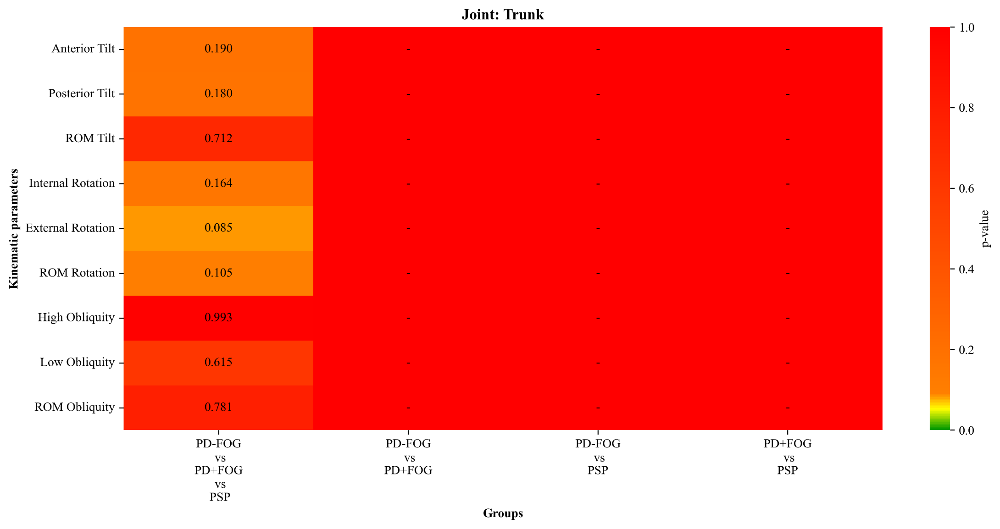 Joint: Trunk
Kinematic parameters
Anterior Tilt 0.190 - - -
Posterior Tilt 0.180 - - -
ROM Tilt 0.712 - - -
Internal Rotation 0.164 - - -
External Rotation 0.085 - - -
ROM Rotation 0.105 - - -
High Obliquity 0.993 - - -
Low Obliquity 0.615 - - -
ROM Obliquity 0.781 - - -
PD-FOG
vs
PD+FOG
vs
PSP
PD-FOG
vs
PD+FOG
PD-FOG
vs
PSP
PD+FOG
vs
PSP
Groups
1.0
0.8
0.6
0.4
0.2
0.0
p-value